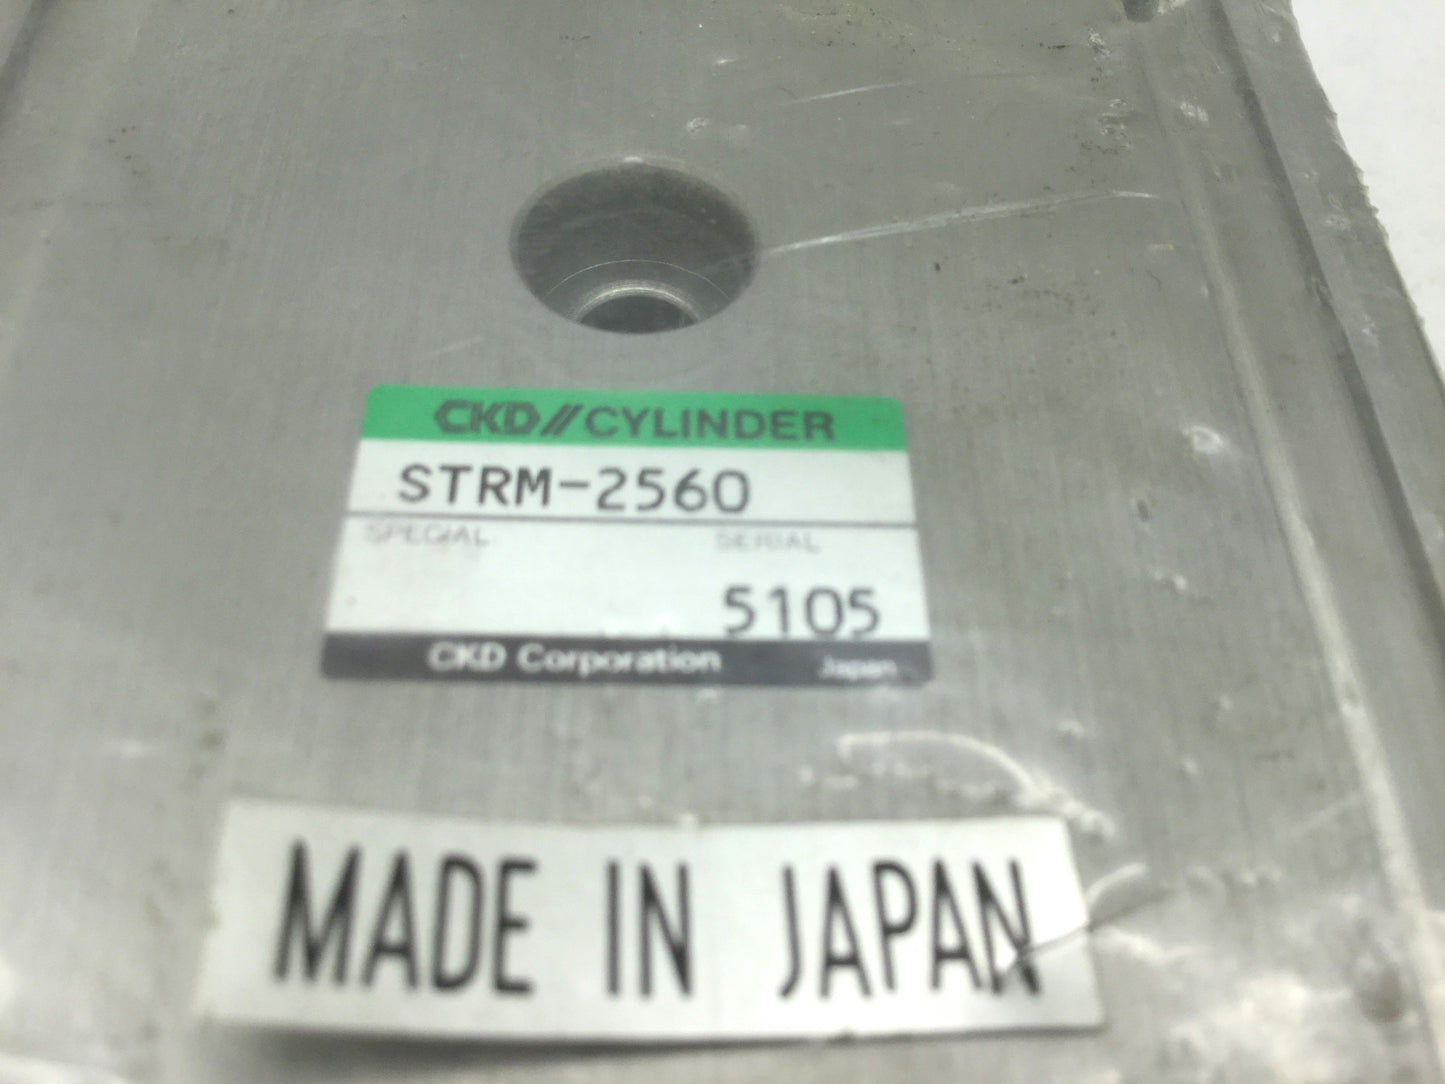 CKD//CYLINDER
STRM-2560
SPECIAL SERIAL
5105
CKD Corporation Japan
MADE IN JAPAN